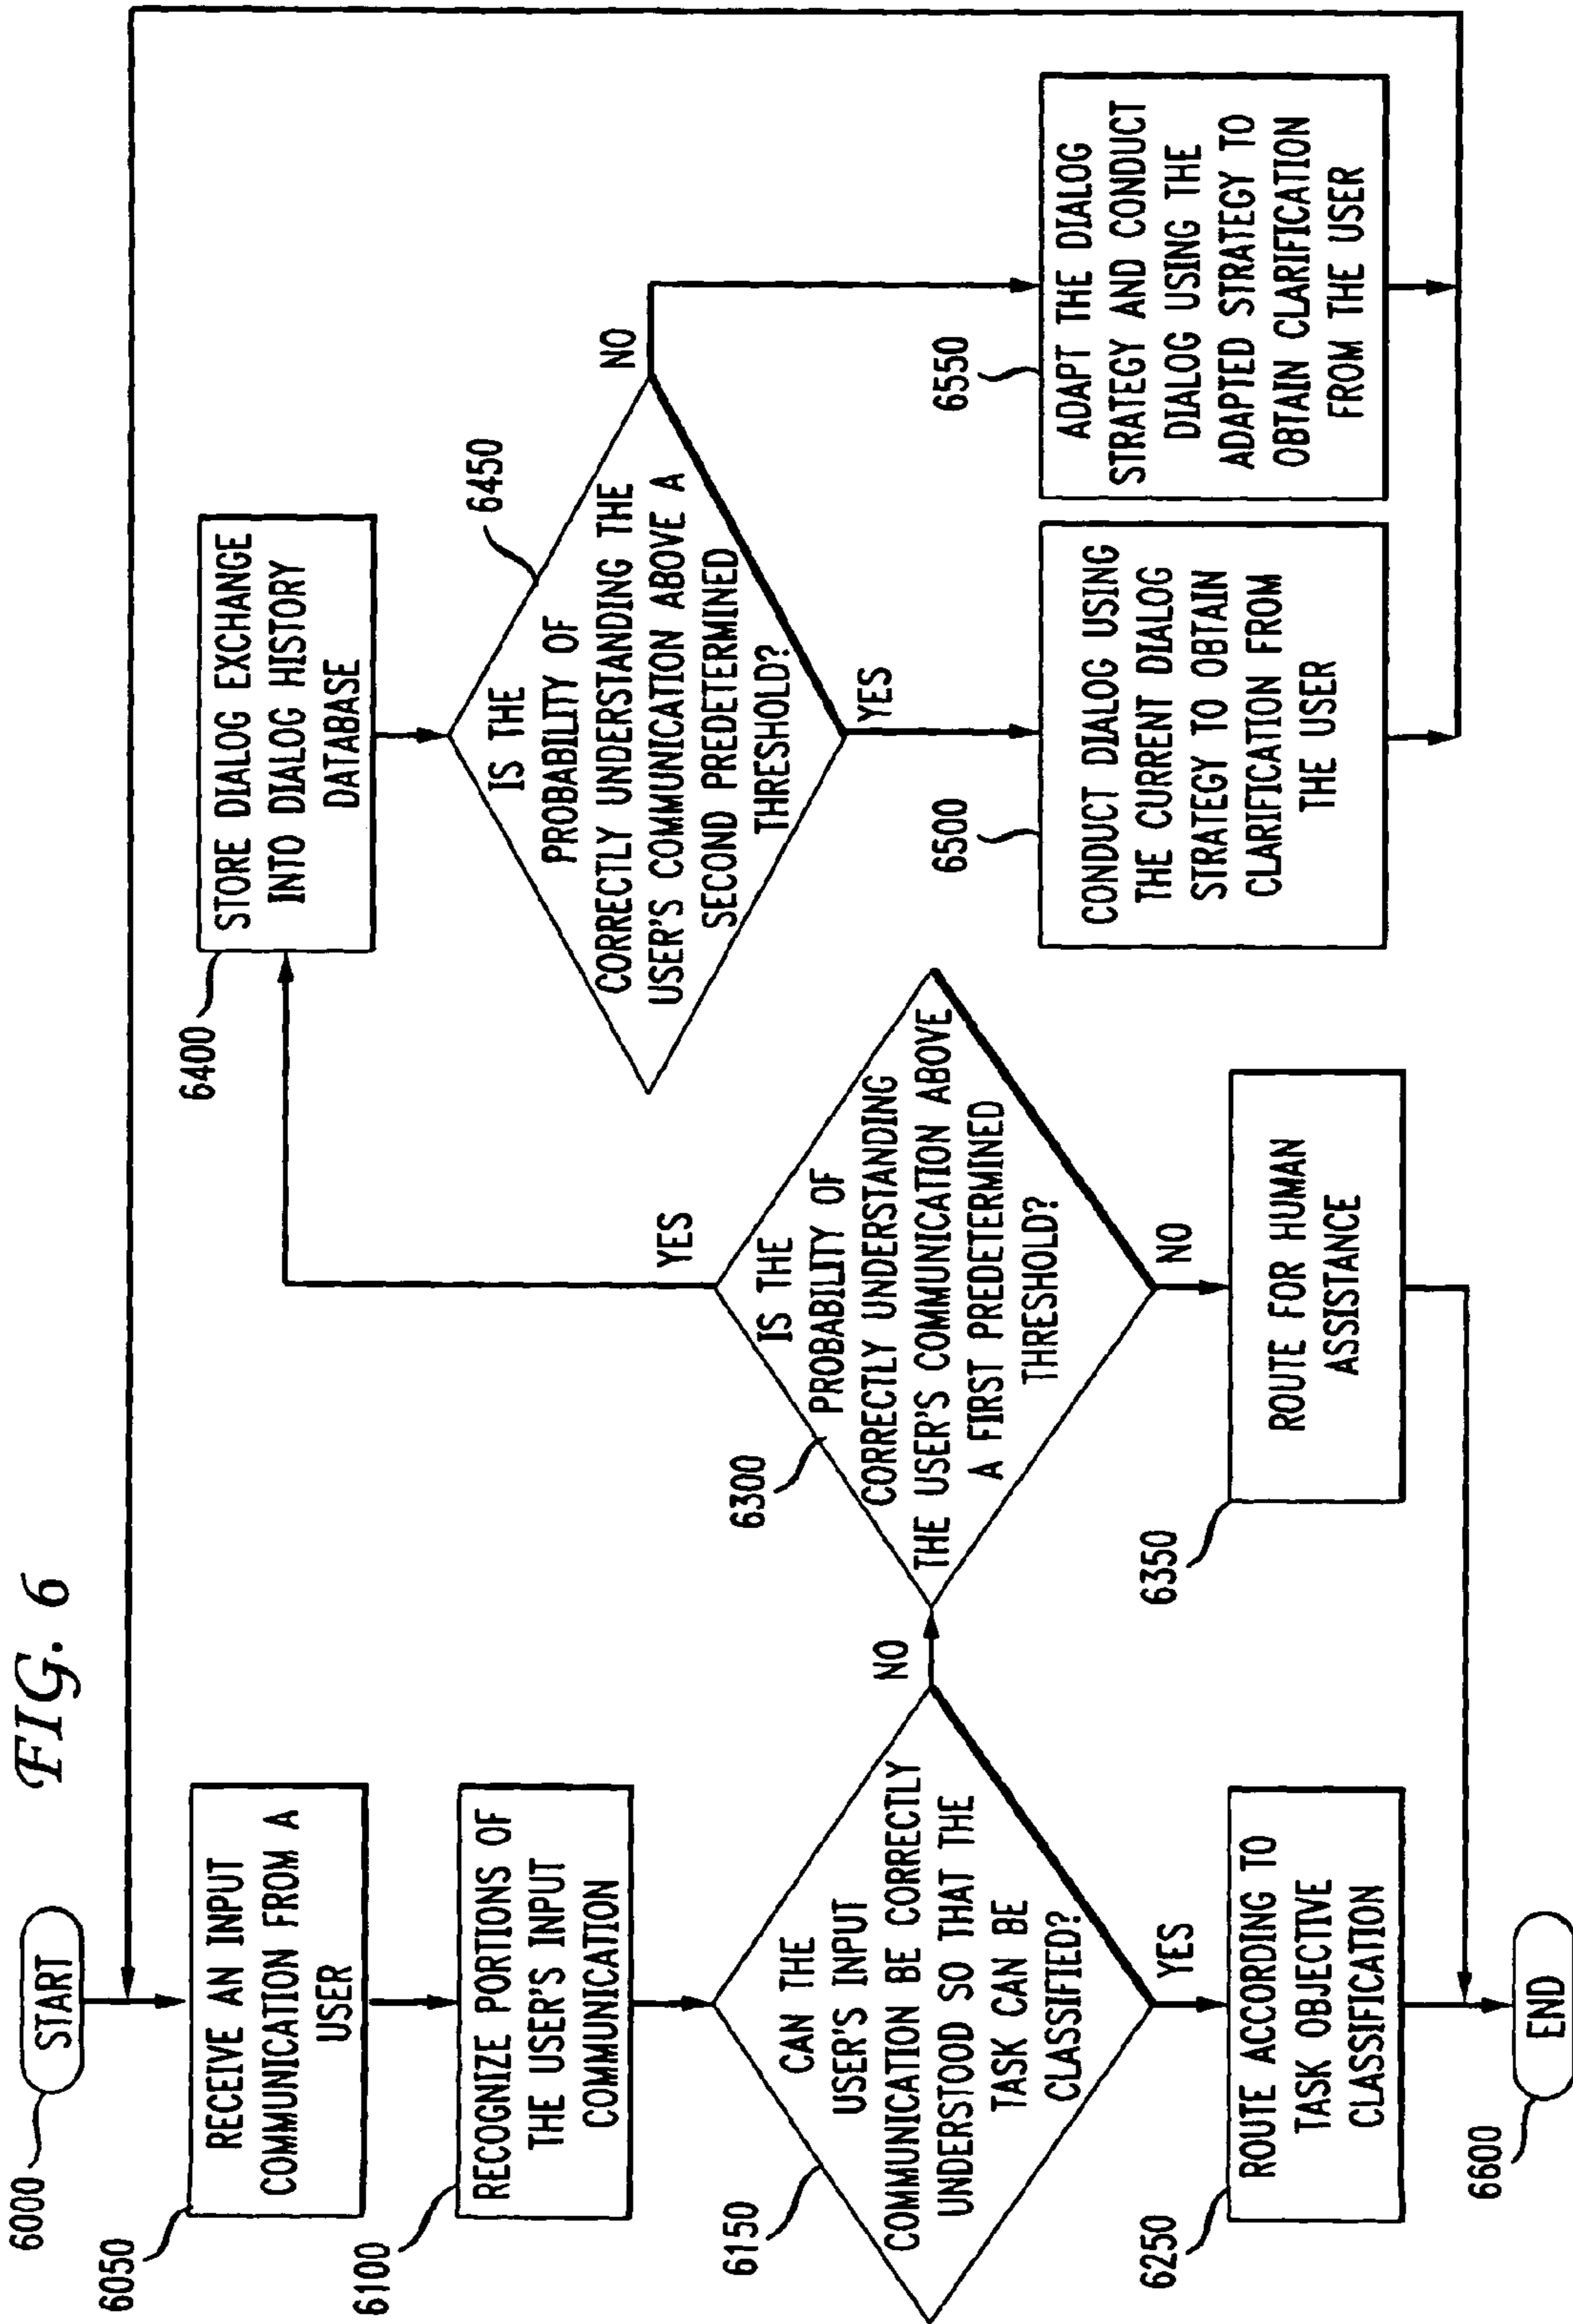 FIG. 6
6000
START
6050
RECEIVE AN INPUT
COMMUNICATION FROM A
USER
6100
RECOGNIZE PORTIONS OF
THE USER'S INPUT
COMMUNICATION
6150
CAN THE
USER'S INPUT
COMMUNICATION BE CORRECTLY
UNDERSTOOD SO THAT THE
TASK CAN BE
CLASSIFIED?
NO
YES
6250
ROUTE ACCORDING TO
TASK OBJECTIVE
CLASSIFICATION
6600
END
6300
IS THE
PROBABILITY OF
CORRECTLY UNDERSTANDING
THE USER'S COMMUNICATION ABOVE
A FIRST PREDETERMINED
THRESHOLD?
YES
NO
6350
ROUTE FOR HUMAN
ASSISTANCE
6400
STORE DIALOG EXCHANGE
INTO DIALOG HISTORY
DATABASE
6450
IS THE
PROBABILITY OF
CORRECTLY UNDERSTANDING THE
USER'S COMMUNICATION ABOVE A
SECOND PREDETERMINED
THRESHOLD?
NO
YES
6500
CONDUCT DIALOG USING
THE CURRENT DIALOG
STRATEGY TO OBTAIN
CLARIFICATION FROM
THE USER
6550
ADAPT THE DIALOG
STRATEGY AND CONDUCT
DIALOG USING THE
ADAPTED STRATEGY TO
OBTAIN CLARIFICATION
FROM THE USER